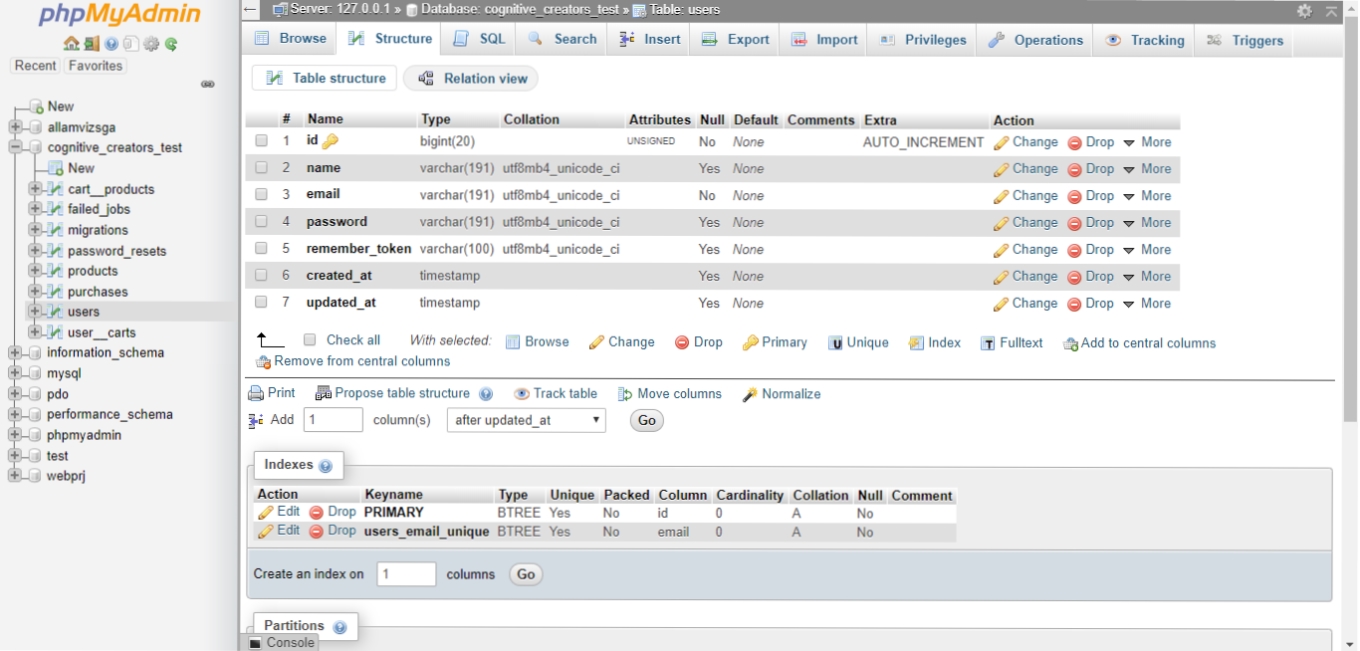 phpMyAdmin
Recent Favorites
New
allamvizsga
cognitive_creators_test
New
cart__products
failed_jobs
migrations
password_resets
products
purchases
users
user__carts
information_schema
mysql
pdo
performance_schema
phpmyadmin
test
webprj
← Server: 127.0.0.1 » Database: cognitive_creators_test » Table: users
Browse Structure SQL Search Insert Export Import Privileges Operations Tracking Triggers
Table structure Relation view
# Name Type Collation Attributes Null Default Comments Extra Action
1 id bigint(20) UNSIGNED No None AUTO_INCREMENT Change Drop More
2 name varchar(191) utf8mb4_unicode_ci Yes None Change Drop More
3 email varchar(191) utf8mb4_unicode_ci No None Change Drop More
4 password varchar(191) utf8mb4_unicode_ci Yes None Change Drop More
5 remember_token varchar(100) utf8mb4_unicode_ci Yes None Change Drop More
6 created_at timestamp Yes None Change Drop More
7 updated_at timestamp Yes None Change Drop More
Check all With selected: Browse Change Drop Primary Unique Index Fulltext Add to central columns
Remove from central columns
Print Propose table structure Track table Move columns Normalize
Add 1 column(s) after updated_at Go
Indexes
Action Keyname Type Unique Packed Column Cardinality Collation Null Comment
Edit Drop PRIMARY BTREE Yes No id 0 A No
Edit Drop users_email_unique BTREE Yes No email 0 A No
Create an index on 1 columns Go
Partitions
Console